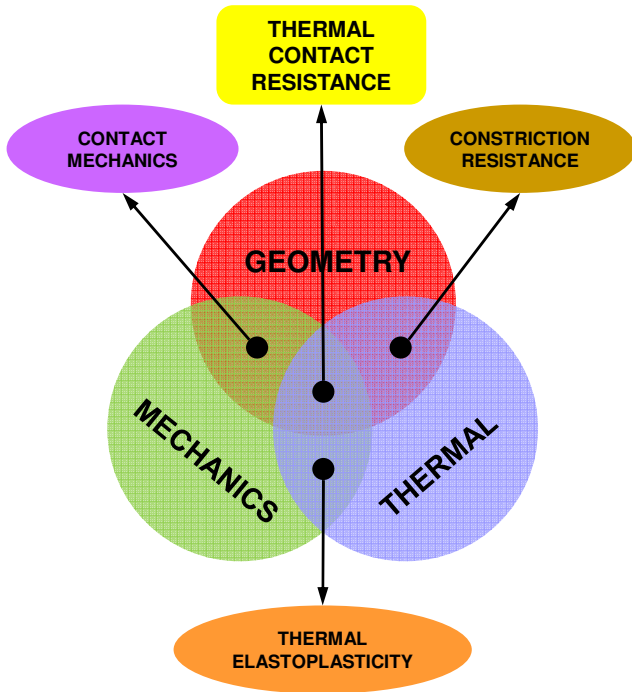 THERMAL
CONTACT
RESISTANCE
CONTACT
MECHANICS
CONSTRICTION
RESISTANCE
GEOMETRY
MECHANICS
THERMAL
THERMAL
ELASTOPLASTICITY